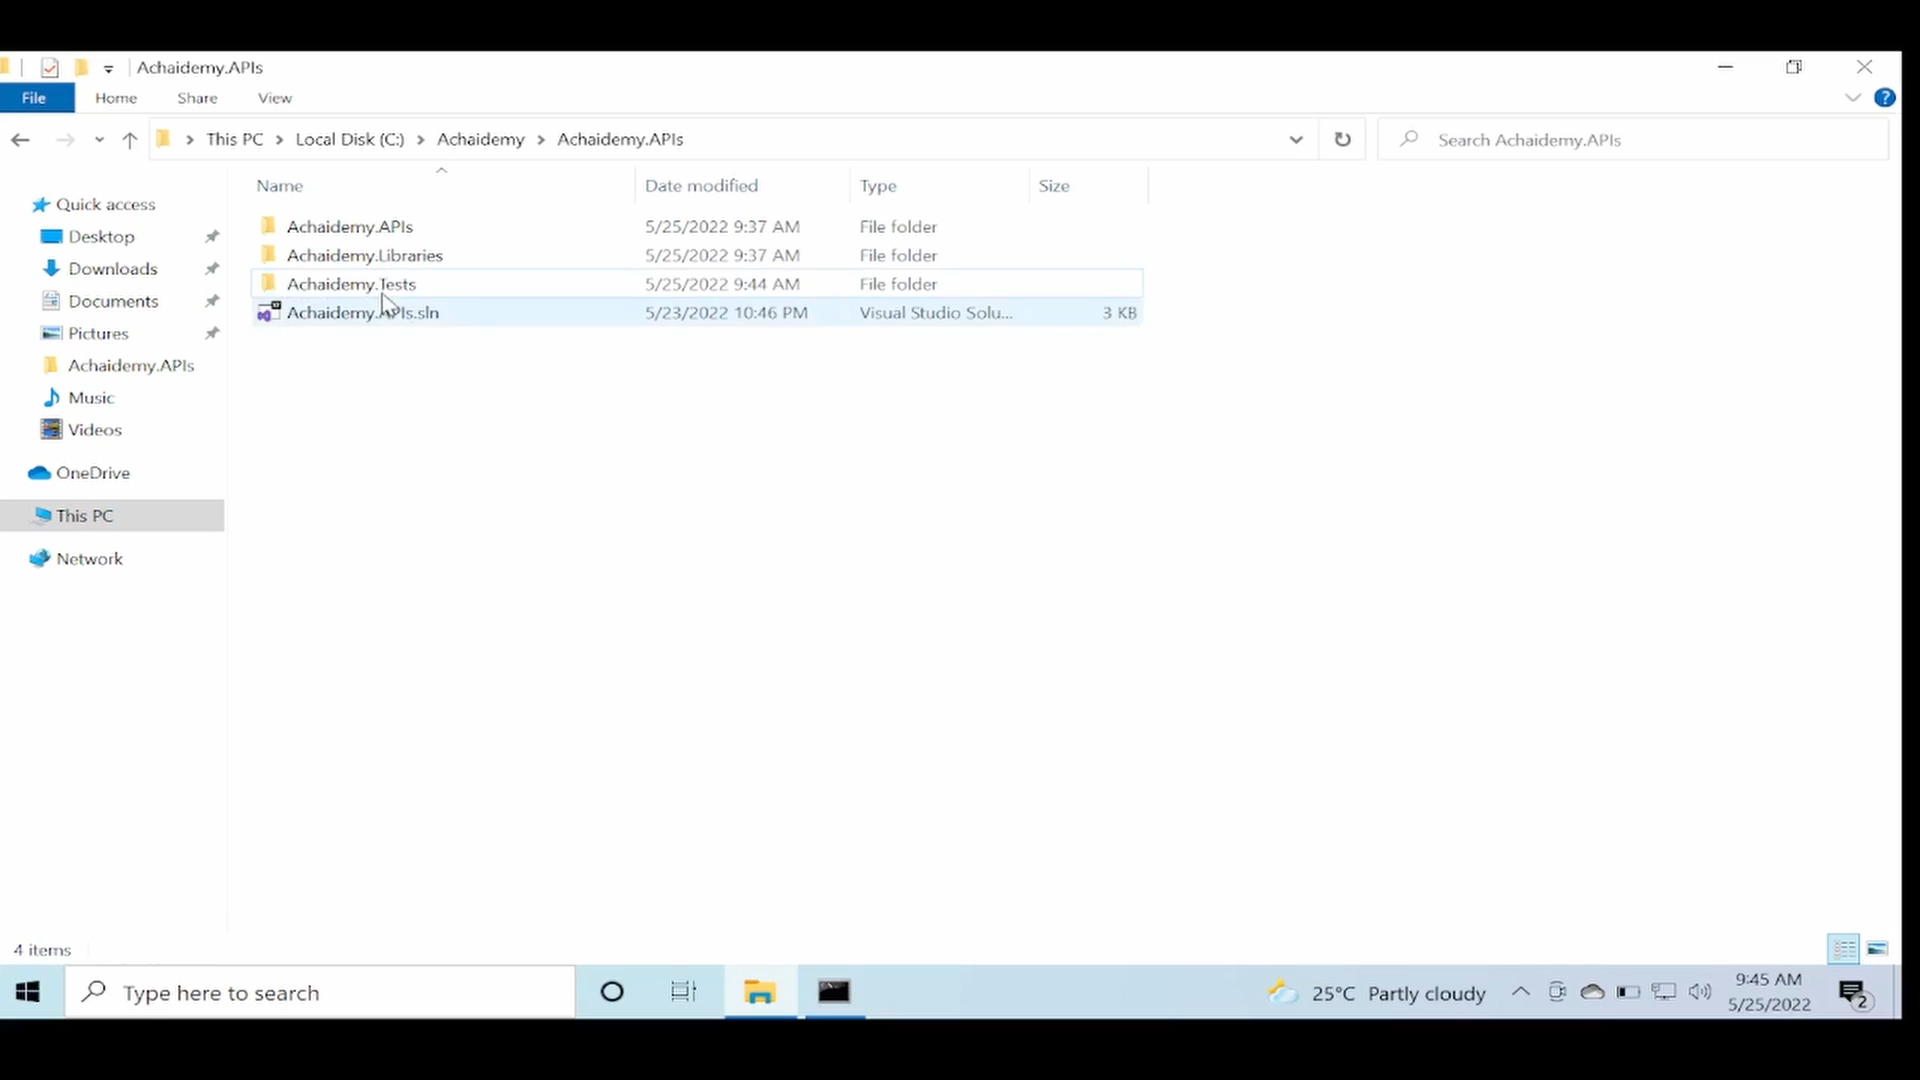 Achaidemy.APIs
File Home Share View
This PC Local Disk (C:) Achaidemy Achaidemy.APIs
Search Achaidemy.APIs
Name Date modified Type Size
Achaidemy.APIs 5/25/2022 9:37 AM File folder
Achaidemy.Libraries 5/25/2022 9:37 AM File folder
Achaidemy.Tests 5/25/2022 9:44 AM File folder
Achaidemy.APIs.sln 5/23/2022 10:46 PM Visual Studio Solu... 3 KB
Quick access
Desktop
Downloads
Documents
Pictures
Achaidemy.APIs
Music
Videos
OneDrive
This PC
Network
4 items
Type here to search
25°C Partly cloudy
9:45 AM
5/25/2022
2